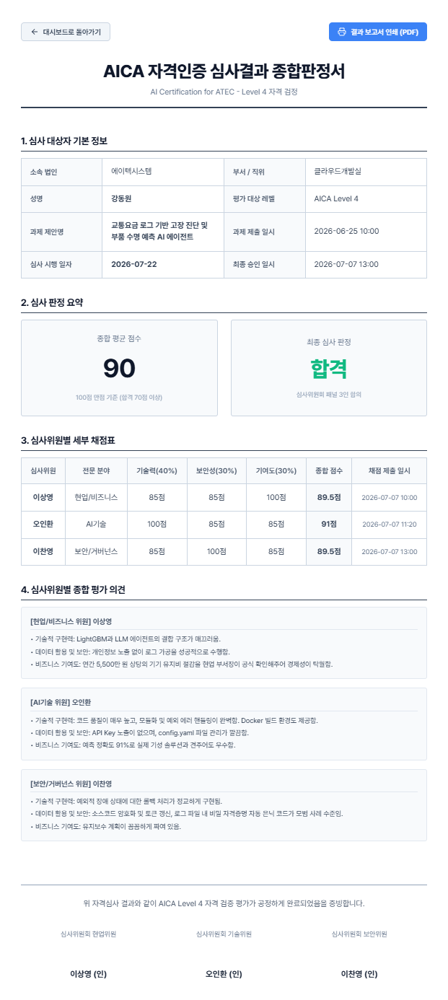 ← 대시보드로 돌아가기
결과 보고서 인쇄 (PDF)
AICA 자격인증 심사결과 종합판정서
AI Certification for ATEC - Level 4 자격 검정
1. 심사 대상자 기본 정보
소속 법인 에이텍시스템 부서 / 직위 클라우드개발실
성명 강동원 평가 대상 레벨 AICA Level 4
과제 제안명 교통요금 로그 기반 고장 진단 및
부품 수명 예측 AI 에이전트 과제 제출 일시 2026-06-25 10:00
심사 시행 일자 2026-07-22 최종 승인 일시 2026-07-07 13:00
2. 심사 판정 요약
종합 평균 점수
90
100점 만점 기준 (합격 70점 이상)
최종 심사 판정
합격
심사위원회 패널 3인 합의
3. 심사위원별 세부 채점표
심사위원 전문 분야 기술력(40%) 보안성(30%) 기여도(30%) 종합 점수 채점 제출 일시
이상영 현업/비즈니스 85점 85점 100점 89.5점 2026-07-07 10:00
오인환 AI기술 100점 85점 85점 91점 2026-07-07 11:20
이찬영 보안/거버넌스 85점 100점 85점 89.5점 2026-07-07 13:00
4. 심사위원별 종합 평가 의견
[현업/비즈니스 위원] 이상영
• 기술적 구현력: LightGBM과 LLM 에이전트의 결합 구조가 매끄러움.
• 데이터 활용 및 보안: 개인정보 노출 없이 로그 가공을 성공적으로 수행함.
• 비즈니스 기여도: 연간 5,500만 원 상당의 기기 유지비 절감을 현업 부서장이 공식 확인해주어 경제성이 탁월함.
[AI기술 위원] 오인환
• 기술적 구현력: 코드 품질이 매우 높고, 모듈화 및 예외 에러 핸들링이 완벽함. Docker 빌드 환경도 제공함.
• 데이터 활용 및 보안: API Key 노출이 없으며, config.yaml 파일 관리가 깔끔함.
• 비즈니스 기여도: 예측 정확도 91%로 실제 기성 솔루션과 견주어도 우수함.
[보안/거버넌스 위원] 이찬영
• 기술적 구현력: 예외적 장애 상태에 대한 롤백 처리가 정교하게 구현됨.
• 데이터 활용 및 보안: 소스코드 암호화 및 토큰 갱신, 로그 파일 내 비밀 자격증명 자동 은닉 코드가 모범 사례 수준임.
• 비즈니스 기여도: 유지보수 계획이 꼼꼼하게 짜여 있음.
위 자격심사 결과와 같이 AICA Level 4 자격 검증 평가가 공정하게 완료되었음을 증빙합니다.
심사위원회 현업위원 심사위원회 기술위원 심사위원회 보안위원
이상영 (인) 오인환 (인) 이찬영 (인)